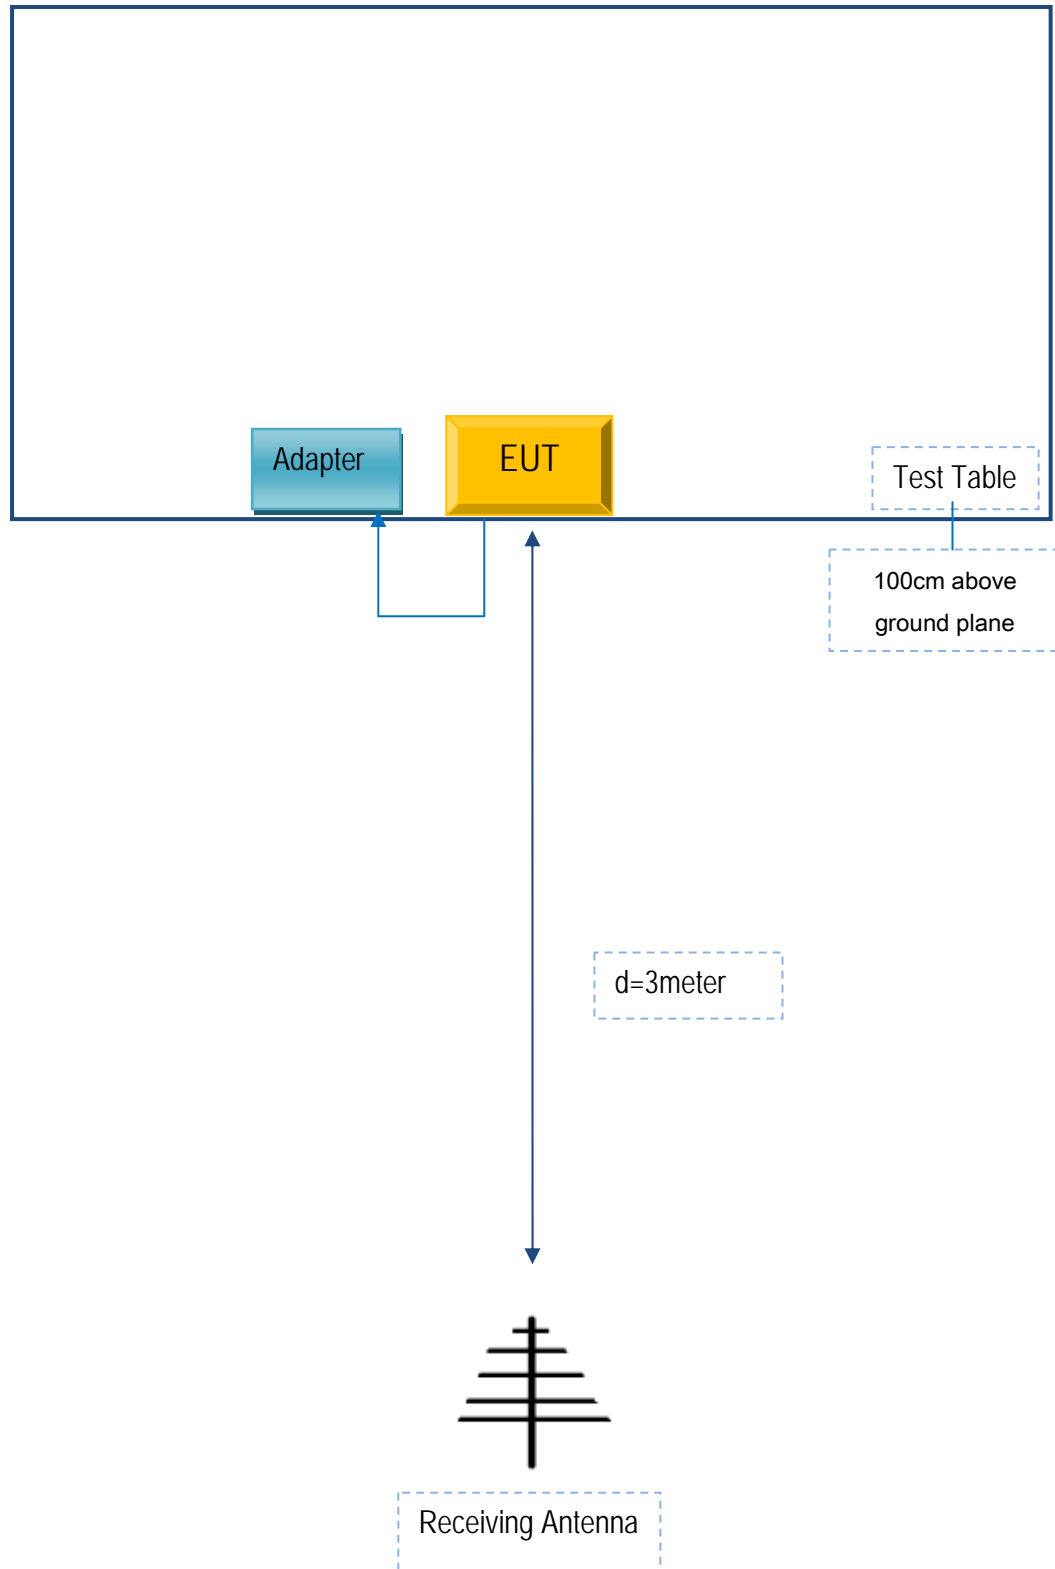 Adapter
EUT
Test Table
100cm above
ground plane
d=3meter
Receiving Antenna